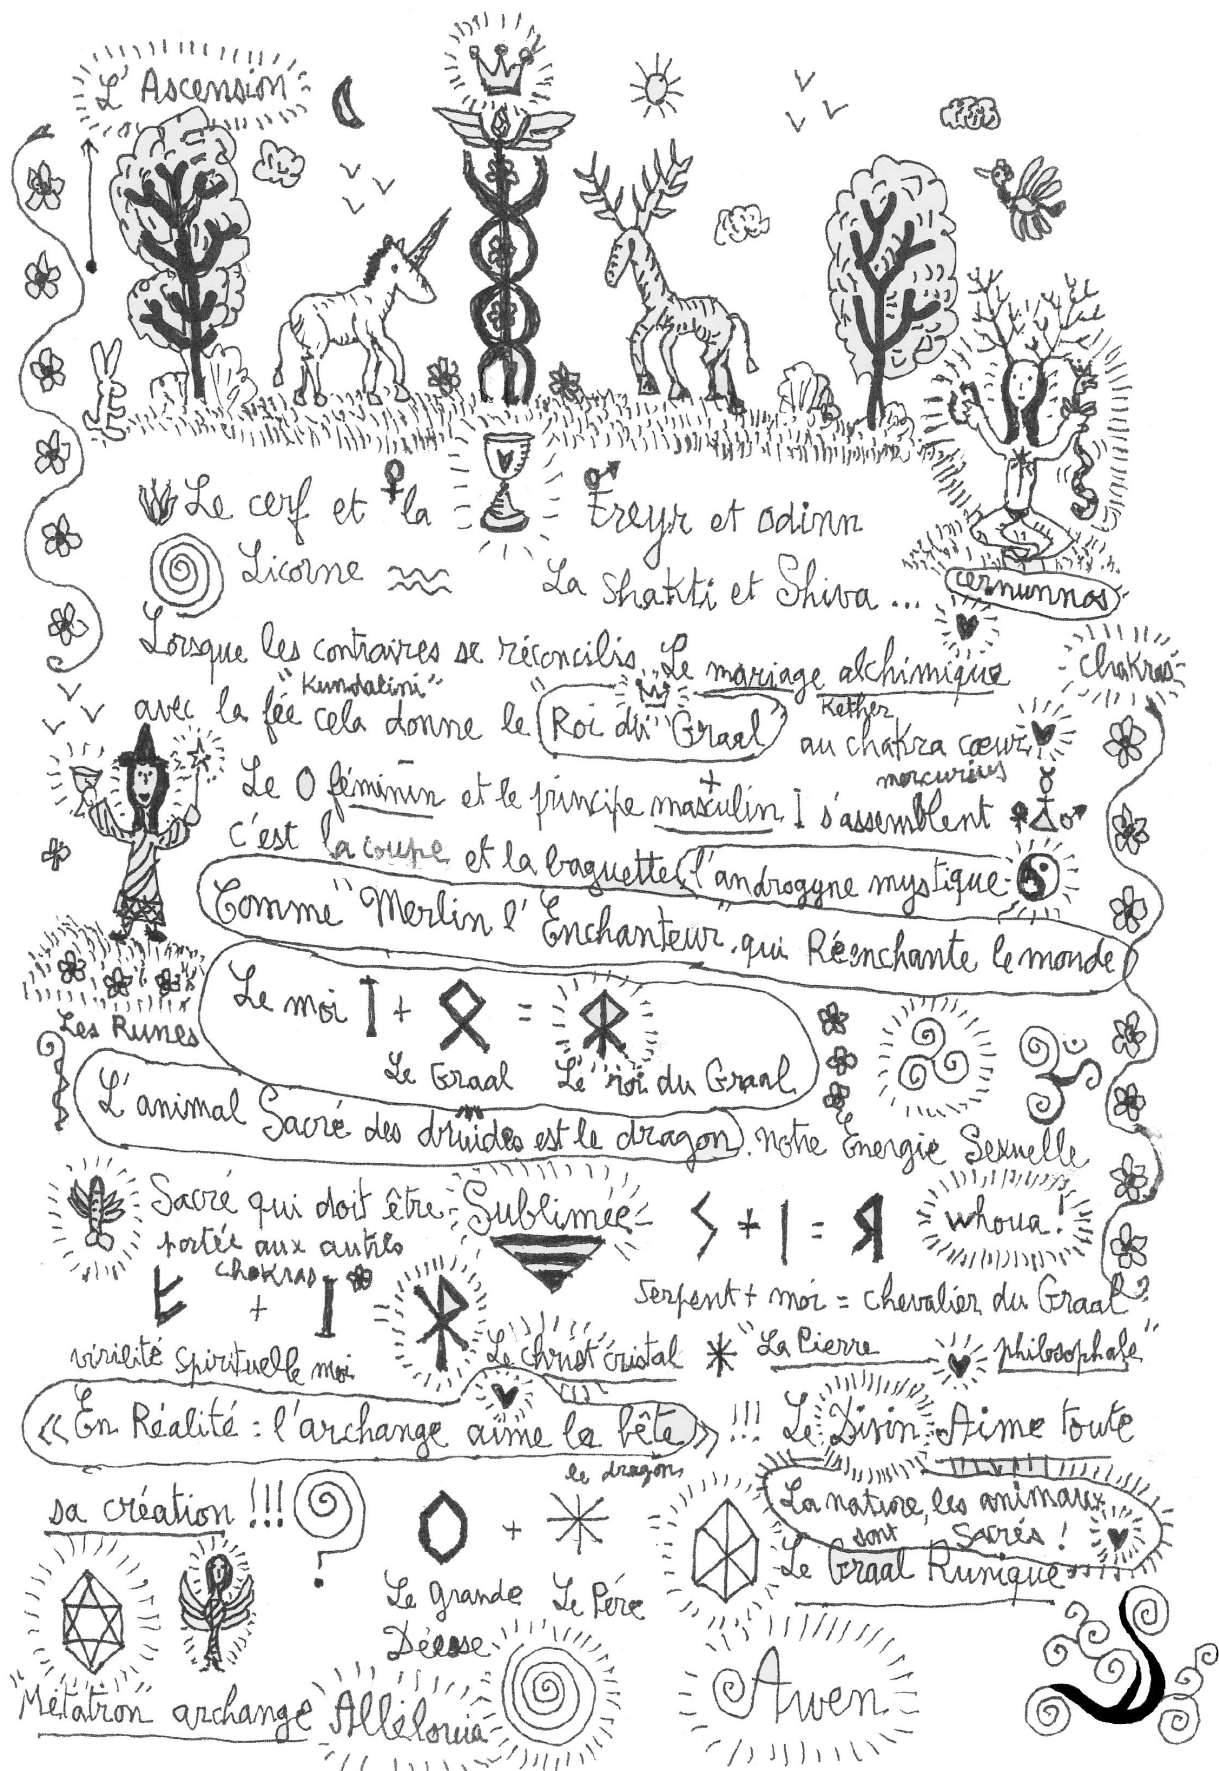 L'Ascension
Le cerf et la
Licorne
Freyr et odinn
La Shakti et Shiva...
cernunnos
Lorsque les contraires se réconcilis. Le mariage alchimique
chakras
"Kundalini"
avec la fée cela donne le "Roi du Graal"
Kether
au chakra cœur
mercurius
Le O féminin et le principe masculin I s'assemblent
- +
c'est la coupe et la baguette, l'androgyne mystique
Comme "Merlin l'Enchanteur", qui Réenchante le monde
Le moi I + =
Le Graal Le roi du Graal
Les Runes
L'animal Sacré des druides est le dragon. notre Énergie Sexuelle
Sacré qui doit être Sublimée
portée aux autres
chakras
+ =
whoua!
Serpent + moi = chevalier du Graal
+ =
virilité spirituelle moi
Le christ cristal "La Pierre philosophale"
«En Réalité : l'archange aime la bête» !!! Le Divin Aime toute
le dragon
sa création !!!
La nature, les animaux
sont Sacrés !
+
Le Graal Runique
Le Grande Le Père
Déesse
"Métatron" archange Allélouia
Awen